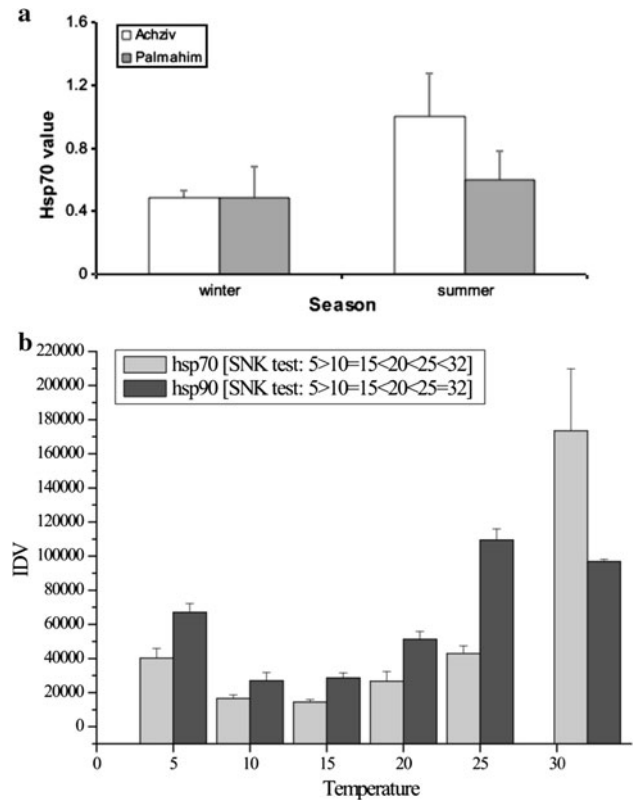 a
Achziv
Palmahim
Hsp70 value
1.6
1.2
0.8
0.4
0
winter
summer
Season
b
hsp70 [SNK test: 5>10=15<20<25<32]
hsp90 [SNK test: 5>10=15<20<25=32]
IDV
220000
200000
180000
160000
140000
120000
100000
80000
60000
40000
20000
0
0
5
10
15
20
25
30
Temperature